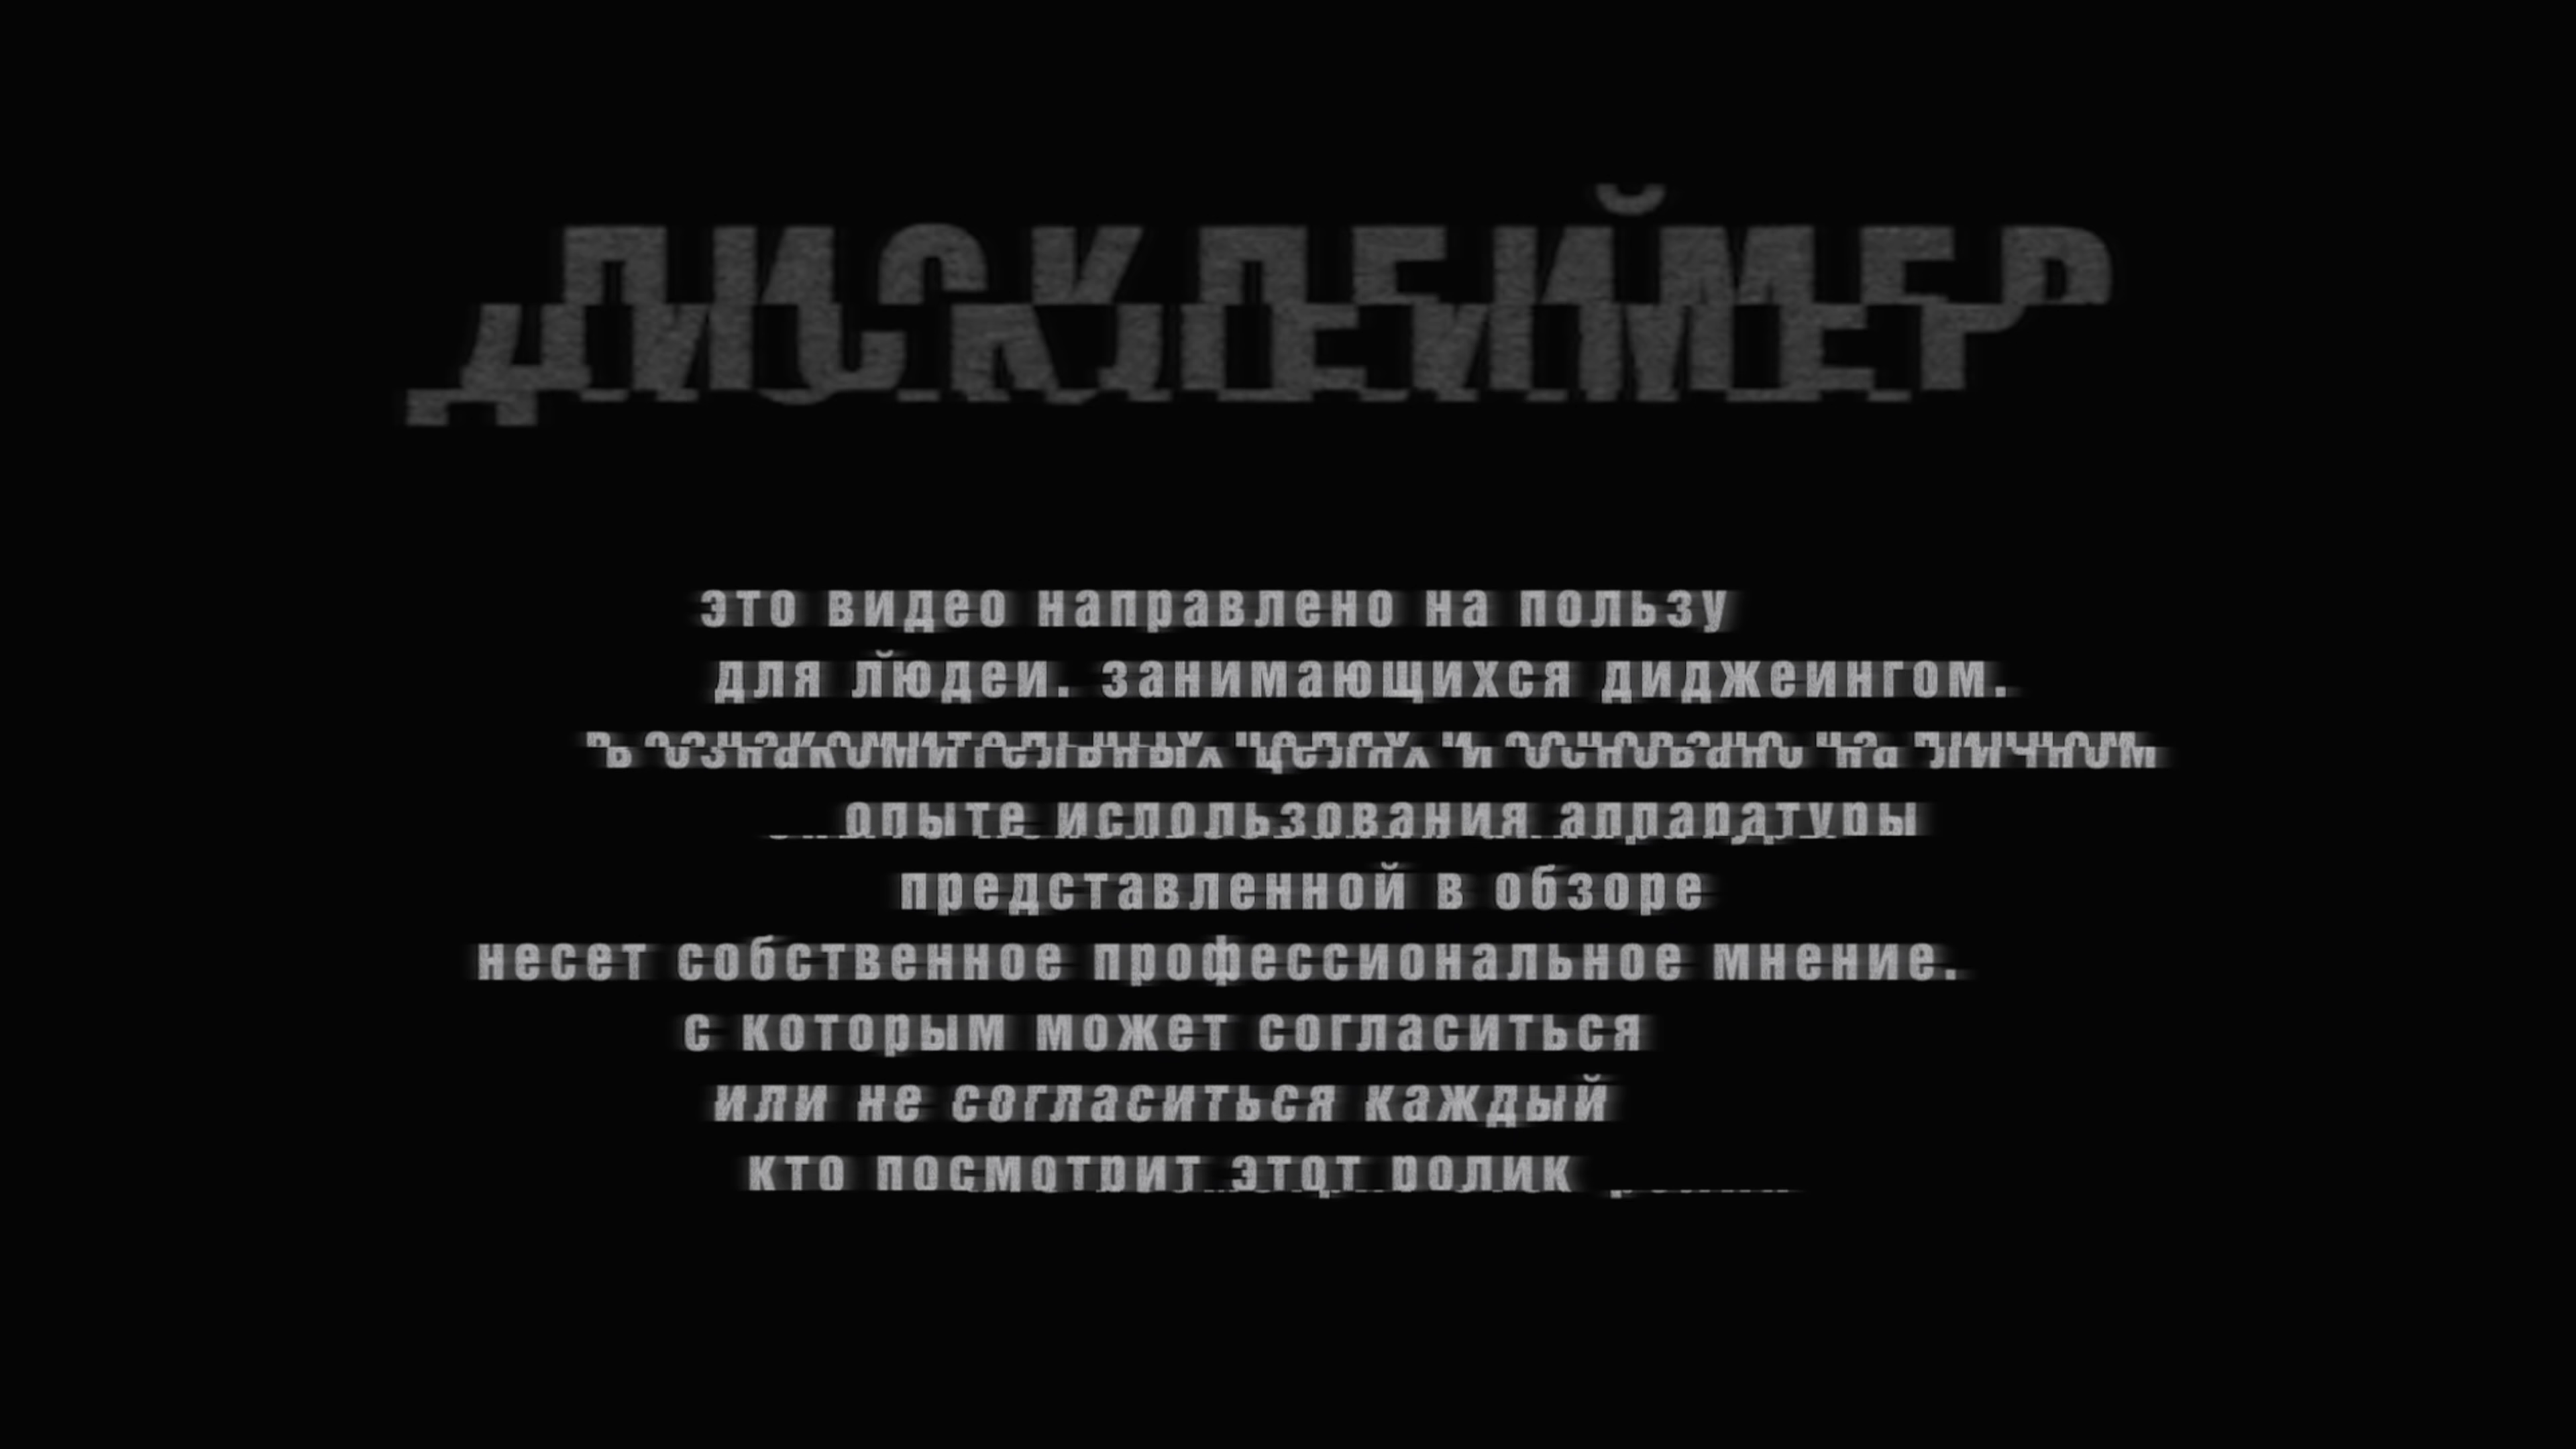 ДИСКЛЕЙМЕР
это видео направлено на пользу
для людей. занимающихся диджеингом.
в ознакомительных целях и основано на личном
опыте использования аппаратуры
представленной в обзоре
несет собственное профессиональное мнение.
с которым может согласиться
или не согласиться каждый
кто посмотрит этот ролик